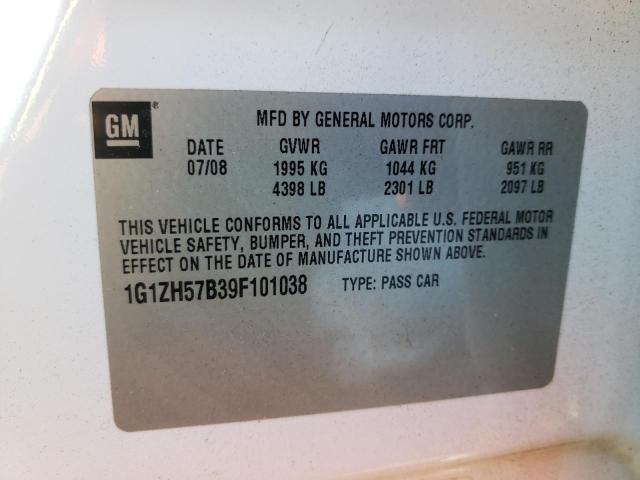 GM ®
MFD BY GENERAL MOTORS CORP.
DATE GVWR GAWR FRT GAWR RR
07/08 1995 KG 1044 KG 951 KG
4398 LB 2301 LB 2097 LB
THIS VEHICLE CONFORMS TO ALL APPLICABLE U.S. FEDERAL MOTOR
VEHICLE SAFETY, BUMPER, AND THEFT PREVENTION STANDARDS IN
EFFECT ON THE DATE OF MANUFACTURE SHOWN ABOVE.
1G1ZH57B39F101038 TYPE: PASS CAR